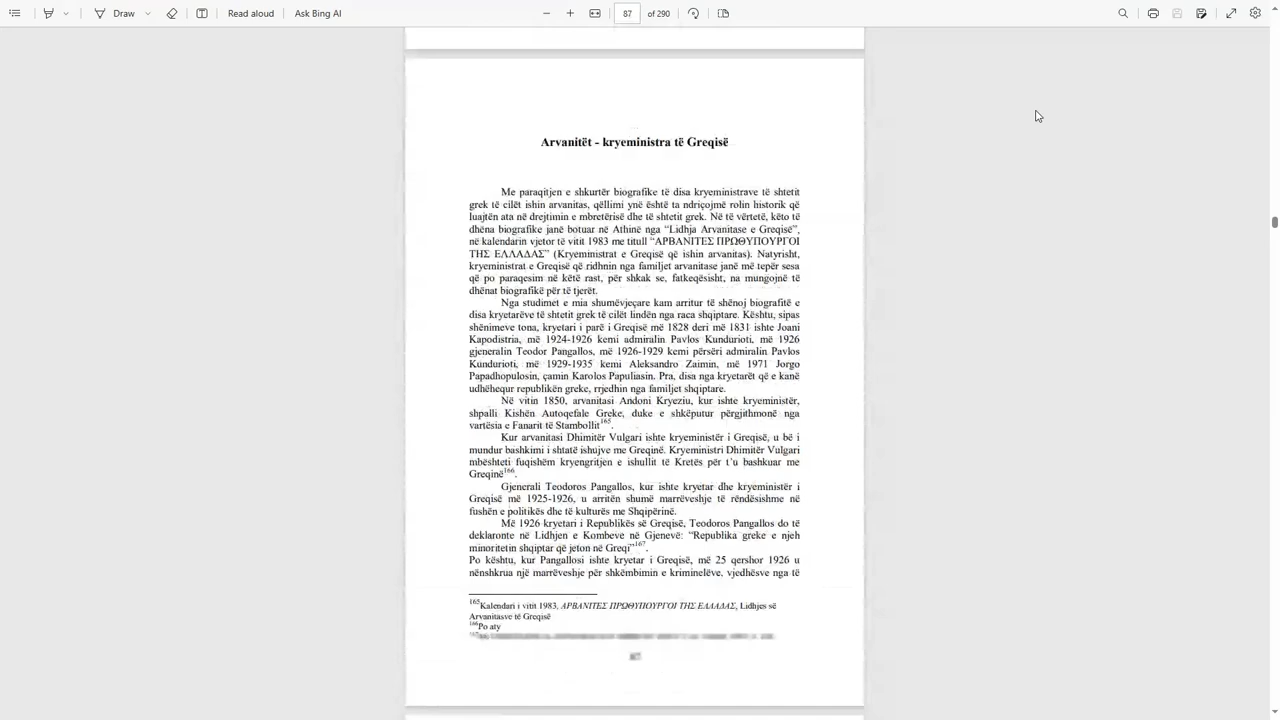 Draw
Read aloud
Ask Bing AI
87
of 290
Arvanitët - kryeministra të Greqisë
Me paraqitjen e shkurtër biografike të disa kryeministrave të shtetit
grek të cilët ishin arvanitas, qëllimi ynë është ta ndriçojmë rolin historik që
luajtën ata në drejtimin e mbretërisë dhe të shtetit grek. Në të vërtetë, këto të
dhëna biografike janë botuar në Athinë nga “Lidhja Arvanitase e Greqisë”,
në kalendarin vjetor të vitit 1983 me titull “ΑΡΒΑΝΙΤΕΣ ΠΡΩΘΥΠΟΥΡΓΟΙ
ΤΗΣ ΕΛΛΑΔΑΣ” (Kryeministrat e Greqisë që ishin arvanitas). Natyrisht,
kryeministrat e Greqisë që ridhnin nga familjet arvanitase janë më tepër sesa
që po paraqesim në këtë rast, për shkak se, fatkeqësisht, na mungojnë të
dhënat biografikë për të tjerët.
Nga studimet e mia shumëvjeçare kam arritur të shënoj biografitë e
disa kryetarëve të shtetit grek të cilët lindën nga raca shqiptare. Kështu, sipas
shënimeve tona, kryetari i parë i Greqisë më 1828 deri më 1831 ishte Joani
Kapodistria, më 1924-1926 kemi admiralin Pavlos Kundurioti, më 1926
gjeneralin Teodor Pangallos, më 1926-1929 kemi përsëri admiralin Pavlos
Kundurioti, më 1929-1935 kemi Aleksandro Zaimin, më 1971 Jorgo
Papadhopulosin, çamin Karolos Papuliasin. Pra, disa nga kryetarët që e kanë
udhëhequr republikën greke, rrjedhin nga familjet shqiptare.
Në vitin 1850, arvanitasi Andoni Kryeziu, kur ishte kryeministër,
shpalli Kishën Autoqefale Greke, duke e shkëputur përgjithmonë nga
vartësia e Fanarit të Stambollit165.
Kur arvanitasi Dhimitër Vulgari ishte kryeministër i Greqisë, u bë i
mundur bashkimi i shtatë ishujve me Greqinë. Kryeministri Dhimitër Vulgari
mbështeti fuqishëm kryengritjen e ishullit të Kretës për t’u bashkuar me
Greqinë166.
Gjenerali Teodoros Pangallos, kur ishte kryetar dhe kryeministër i
Greqisë më 1925-1926, u arritën shumë marrëveshje të rëndësishme në
fushën e politikës dhe të kulturës me Shqipërinë.
Më 1926 kryetari i Republikës së Greqisë, Teodoros Pangallos do të
deklaronte në Lidhjen e Kombeve në Gjenevë: “Republika greke e njeh
minoritetin shqiptar që jeton në Greqi”167.
Po kështu, kur Pangallosi ishte kryetar i Greqisë, më 25 qershor 1926 u
nënshkrua një marrëveshje për shkëmbimin e kriminelëve, vjedhësve nga të
165Kalendari i vitit 1983, ΑΡΒΑΝΙΤΕΣ ΠΡΩΘΥΠΟΥΡΓΟΙ ΤΗΣ ΕΛΛΑΔΑΣ, Lidhjes së
Arvanitasve të Greqisë
166Po aty